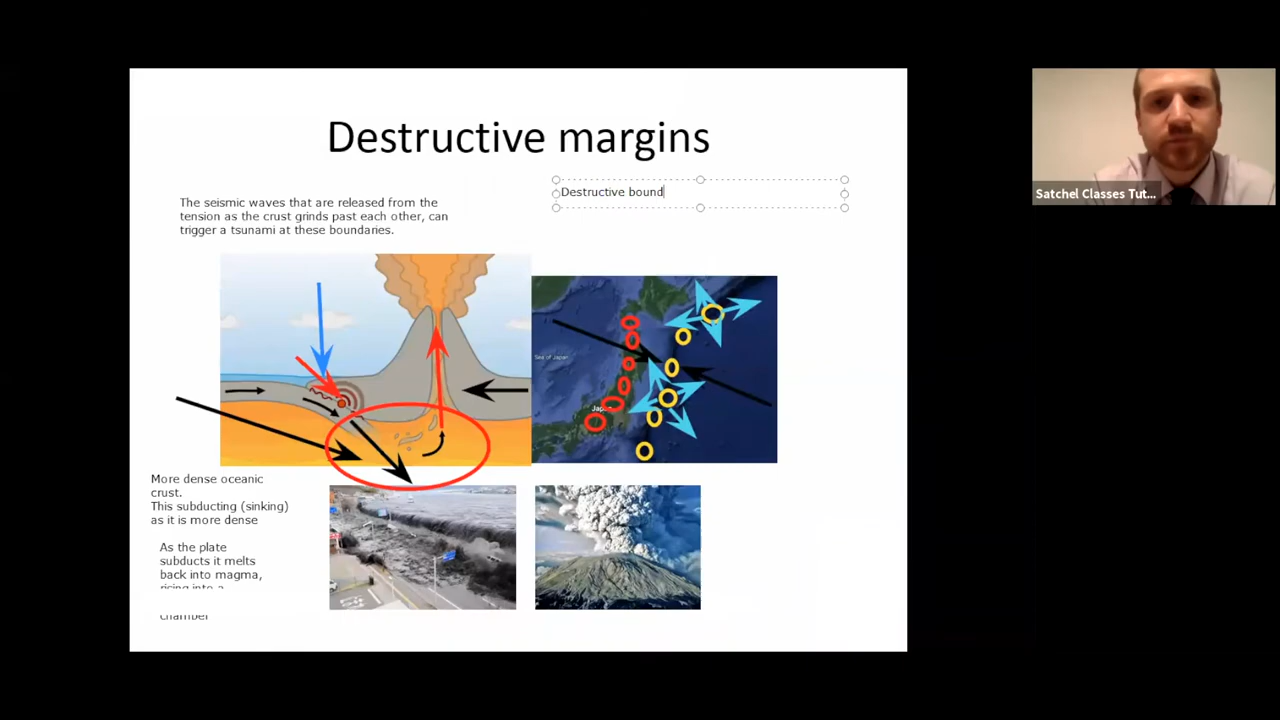 Destructive margins
Destructive bound
The seismic waves that are released from the
tension as the crust grinds past each other, can
trigger a tsunami at these boundaries.
Sea of Japan
More dense oceanic
crust.
This subducting (sinking)
as it is more dense
As the plate
subducts it melts
back into magma,
rising into a
chamber
Satchel Classes Tut...